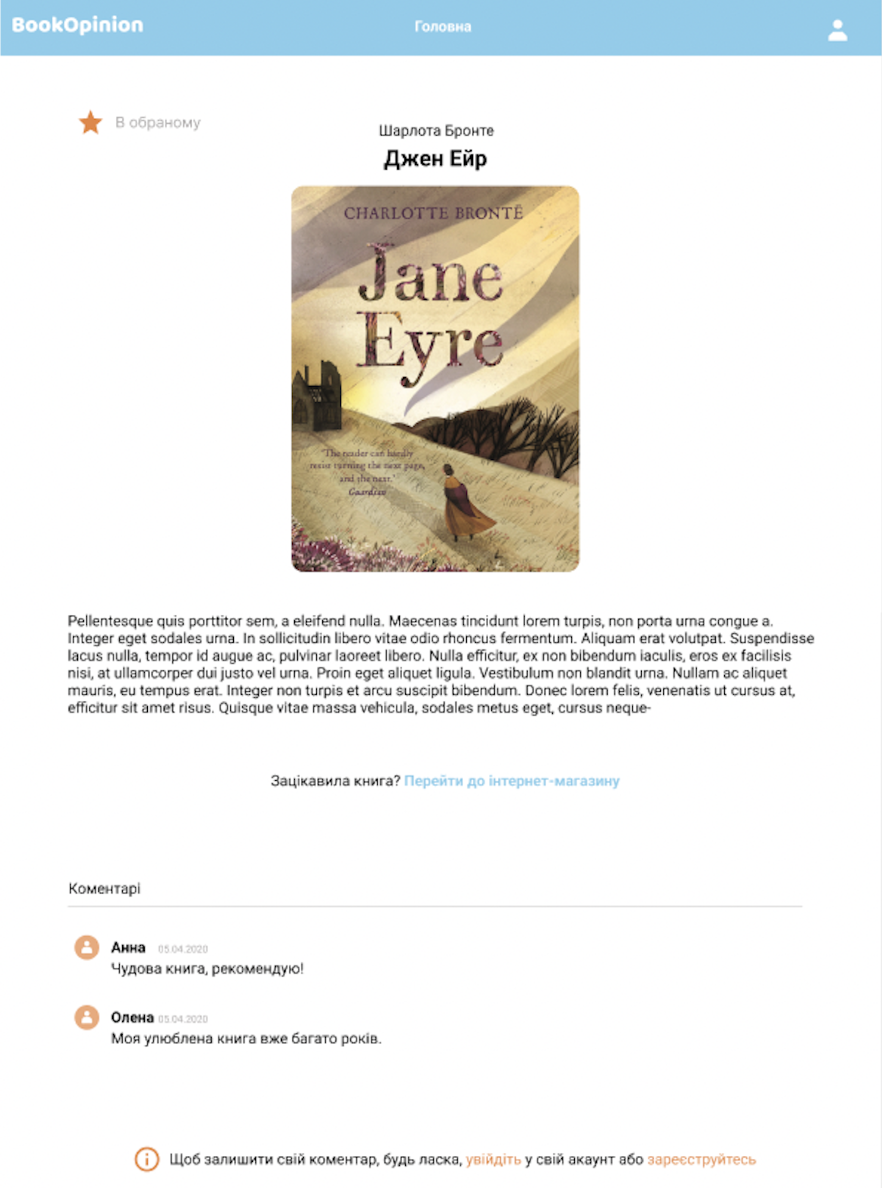 BookOpinion
Головна
В обраному
Шарлота Бронте
Джен Ейр
CHARLOTTE BRONTË
Jane
Eyre
'The reader can hardly
resist turning the next page,
and the next.'
Guardian
Pellentesque quis porttitor sem, a eleifend nulla. Maecenas tincidunt lorem turpis, non porta urna congue a.
Integer eget sodales urna. In sollicitudin libero vitae odio rhoncus fermentum. Aliquam erat volutpat. Suspendisse
lacus nulla, tempor id augue ac, pulvinar laoreet libero. Nulla efficitur, ex non bibendum iaculis, eros ex facilisis
nisi, at ullamcorper dui justo vel urna. Proin eget aliquet ligula. Vestibulum non blandit urna. Nullam ac aliquet
mauris, eu tempus erat. Integer non turpis et arcu suscipit bibendum. Donec lorem felis, venenatis ut cursus at,
efficitur sit amet risus. Quisque vitae massa vehicula, sodales metus eget, cursus neque-
Зацікавила книга? Перейти до інтернет-магазину
Коментарі
Анна 05.04.2020
Чудова книга, рекомендую!
Олена 05.04.2020
Моя улюблена книга вже багато років.
Щоб залишити свій коментар, будь ласка, увійдіть у свій акаунт або зареєструйтесь